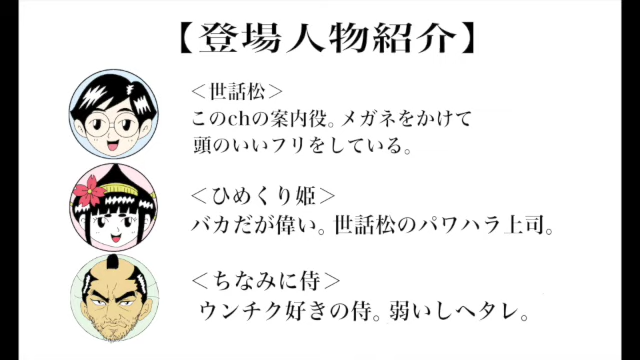 【登場人物紹介】
＜世話松＞
このchの案内役。メガネをかけて
頭のいいフリをしている。
＜ひめくり姫＞
バカだが偉い。世話松のパワハラ上司。
＜ちなみに侍＞
ウンチク好きの侍。弱いしヘタレ。